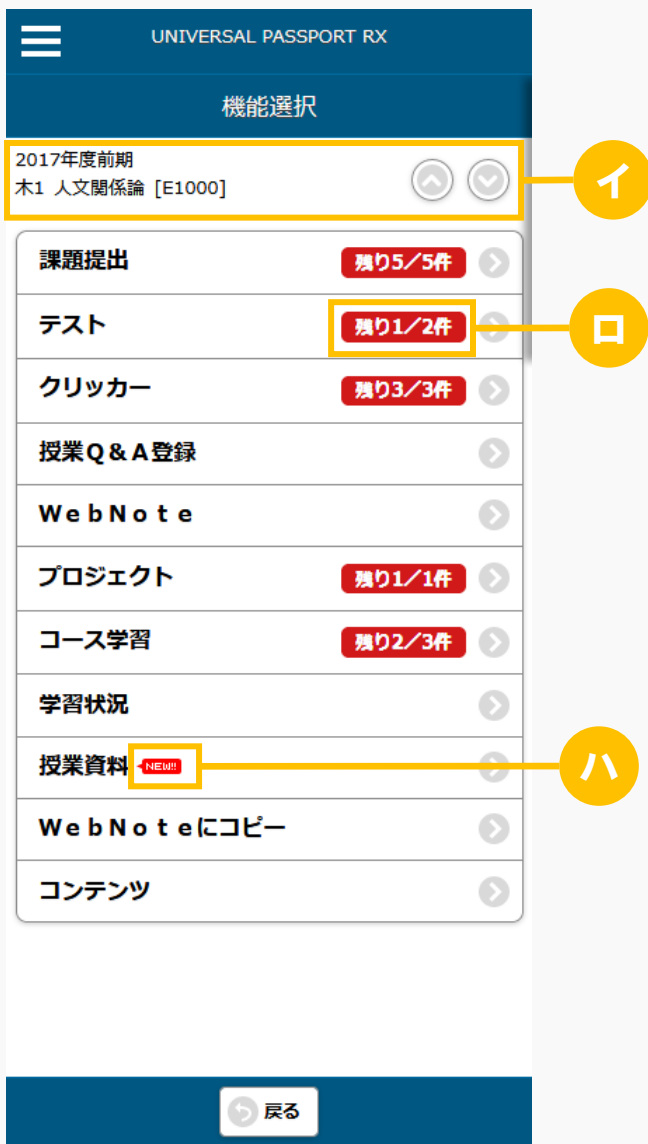 UNIVERSAL PASSPORT RX
機能選択
2017年度前期
木1 人文関係論 [E1000]
イ
課題提出 残り5／5件
テスト 残り1／2件
ロ
クリッカー 残り3／3件
授業Q＆A登録
ＷｅｂＮｏｔｅ
プロジェクト 残り1／1件
コース学習 残り2／3件
学習状況
授業資料 NEW!!
ハ
ＷｅｂＮｏｔｅにコピー
コンテンツ
戻る